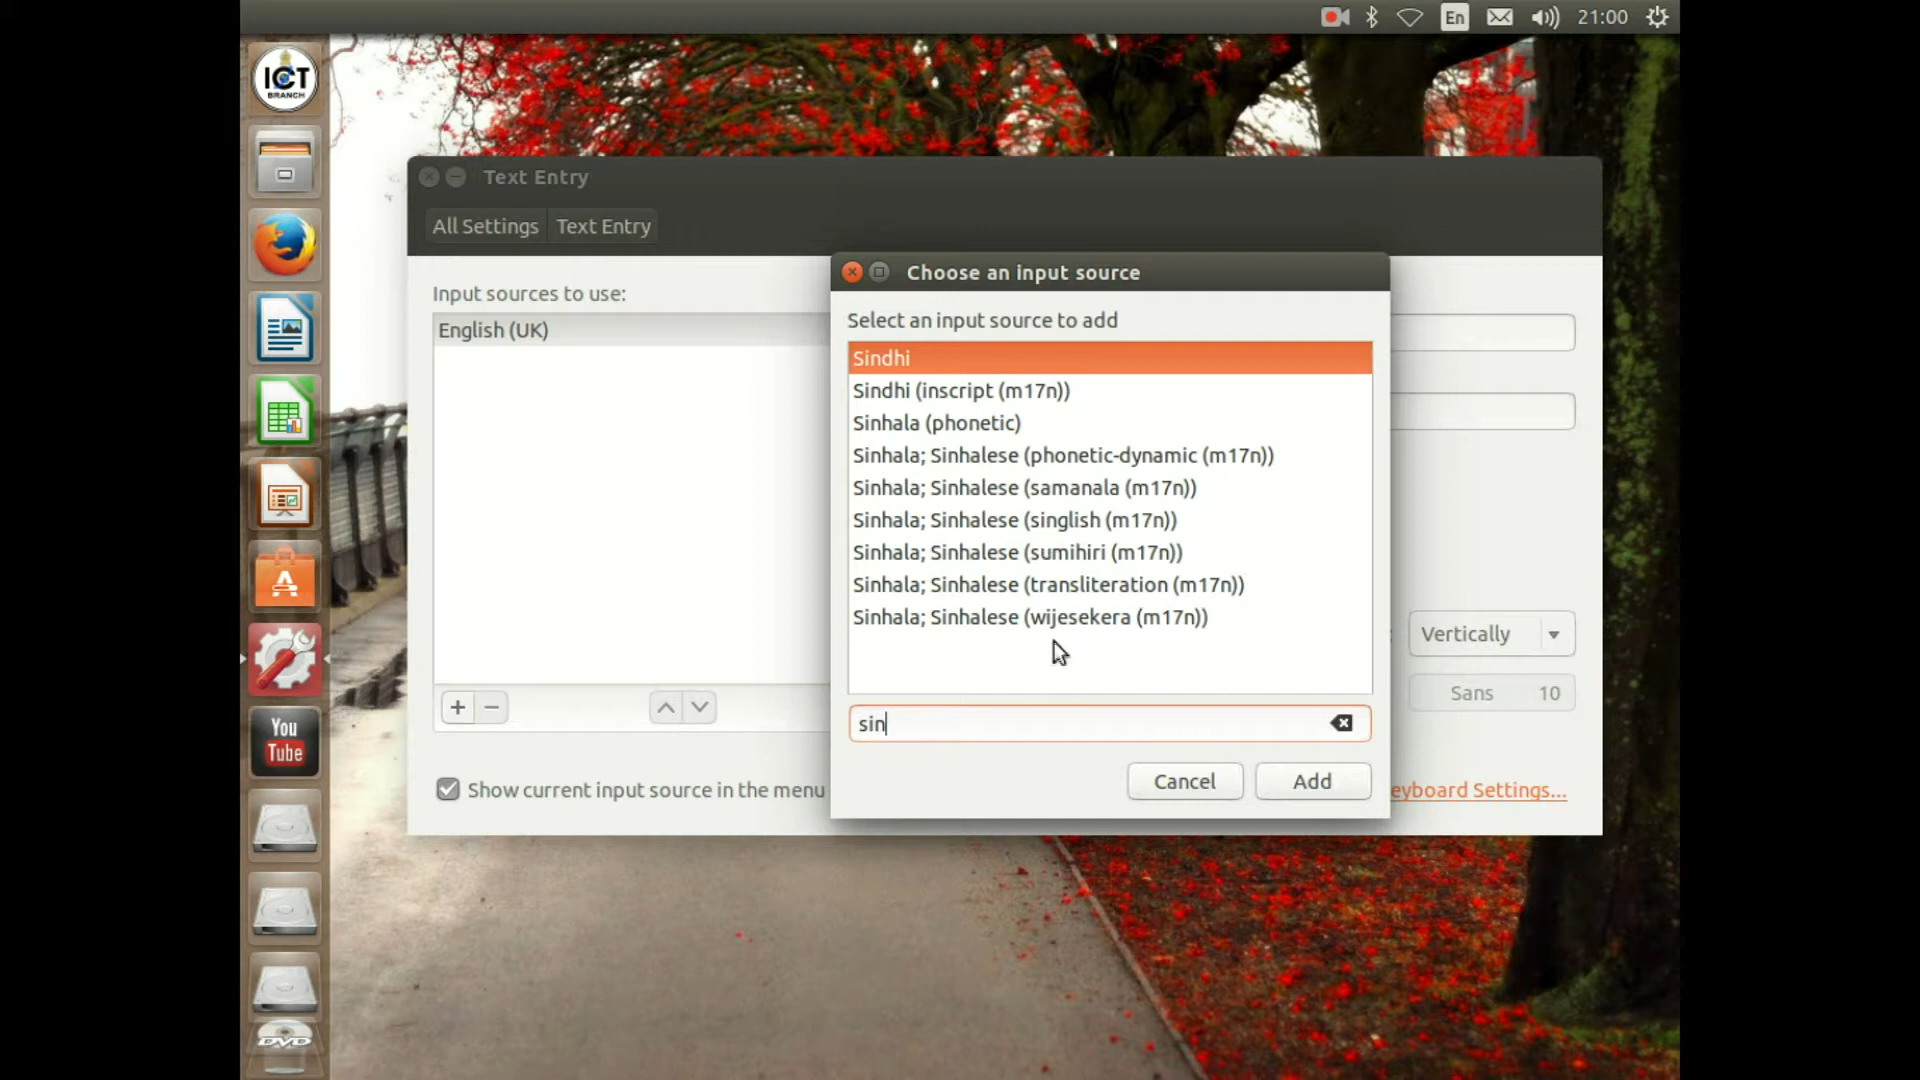 En
21:00
ICT
BRANCH
Text Entry
All Settings
Text Entry
Choose an input source
Input sources to use:
English (UK)
Select an input source to add
Sindhi
Sindhi (inscript (m17n))
Sinhala (phonetic)
Sinhala; Sinhalese (phonetic-dynamic (m17n))
Sinhala; Sinhalese (samanala (m17n))
Sinhala; Sinhalese (singlish (m17n))
Sinhala; Sinhalese (sumihiri (m17n))
Sinhala; Sinhalese (transliteration (m17n))
Sinhala; Sinhalese (wijesekera (m17n))
Vertically
Sans 10
sin
Cancel
Add
Show current input source in the menu
eyboard Settings...
You
Tube
DVD